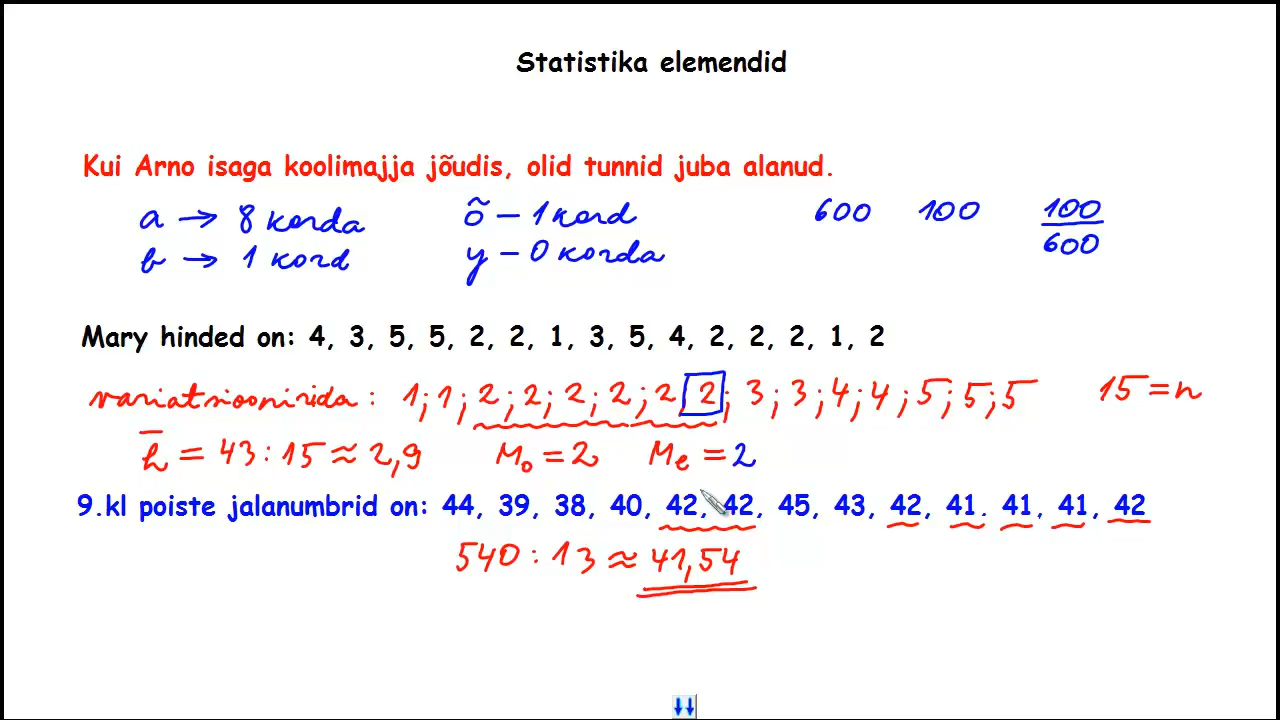 Statistika elemendid
Kui Arno isaga koolimajja jõudis, olid tunnid juba alanud.
a → 8 korda õ – 1 kord 600 100 100/600
b → 1 kord y – 0 korda
Mary hinded on: 4, 3, 5, 5, 2, 2, 1, 3, 5, 4, 2, 2, 2, 1, 2
variatsioonirida: 1; 1; 2; 2; 2; 2; 2 2; 3; 3; 4; 4; 5; 5; 5 15 = n
h̅ = 43 : 15 ≈ 2,9 Mo = 2 Me = 2
9.kl poiste jalanumbrid on: 44, 39, 38, 40, 42, 42, 45, 43, 42, 41. 41, 41, 42
540 : 13 ≈ 41,54